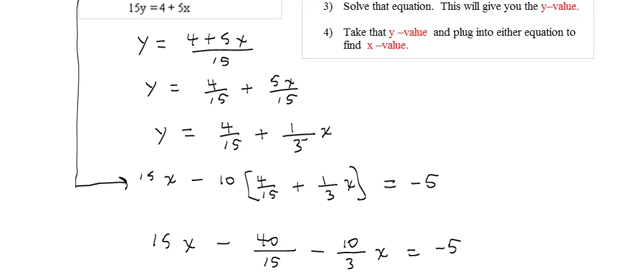 15y = 4 + 5x
3) Solve that equation. This will give you the y–value.
4) Take that y –value and plug into either equation to
find x –value.
y = 4+5x/15
y = 4/15 + 5x/15
y = 4/15 + 1/3 x
15x – 10[4/15 + 1/3 x] = -5
15x – 40/15 – 10/3 x = -5